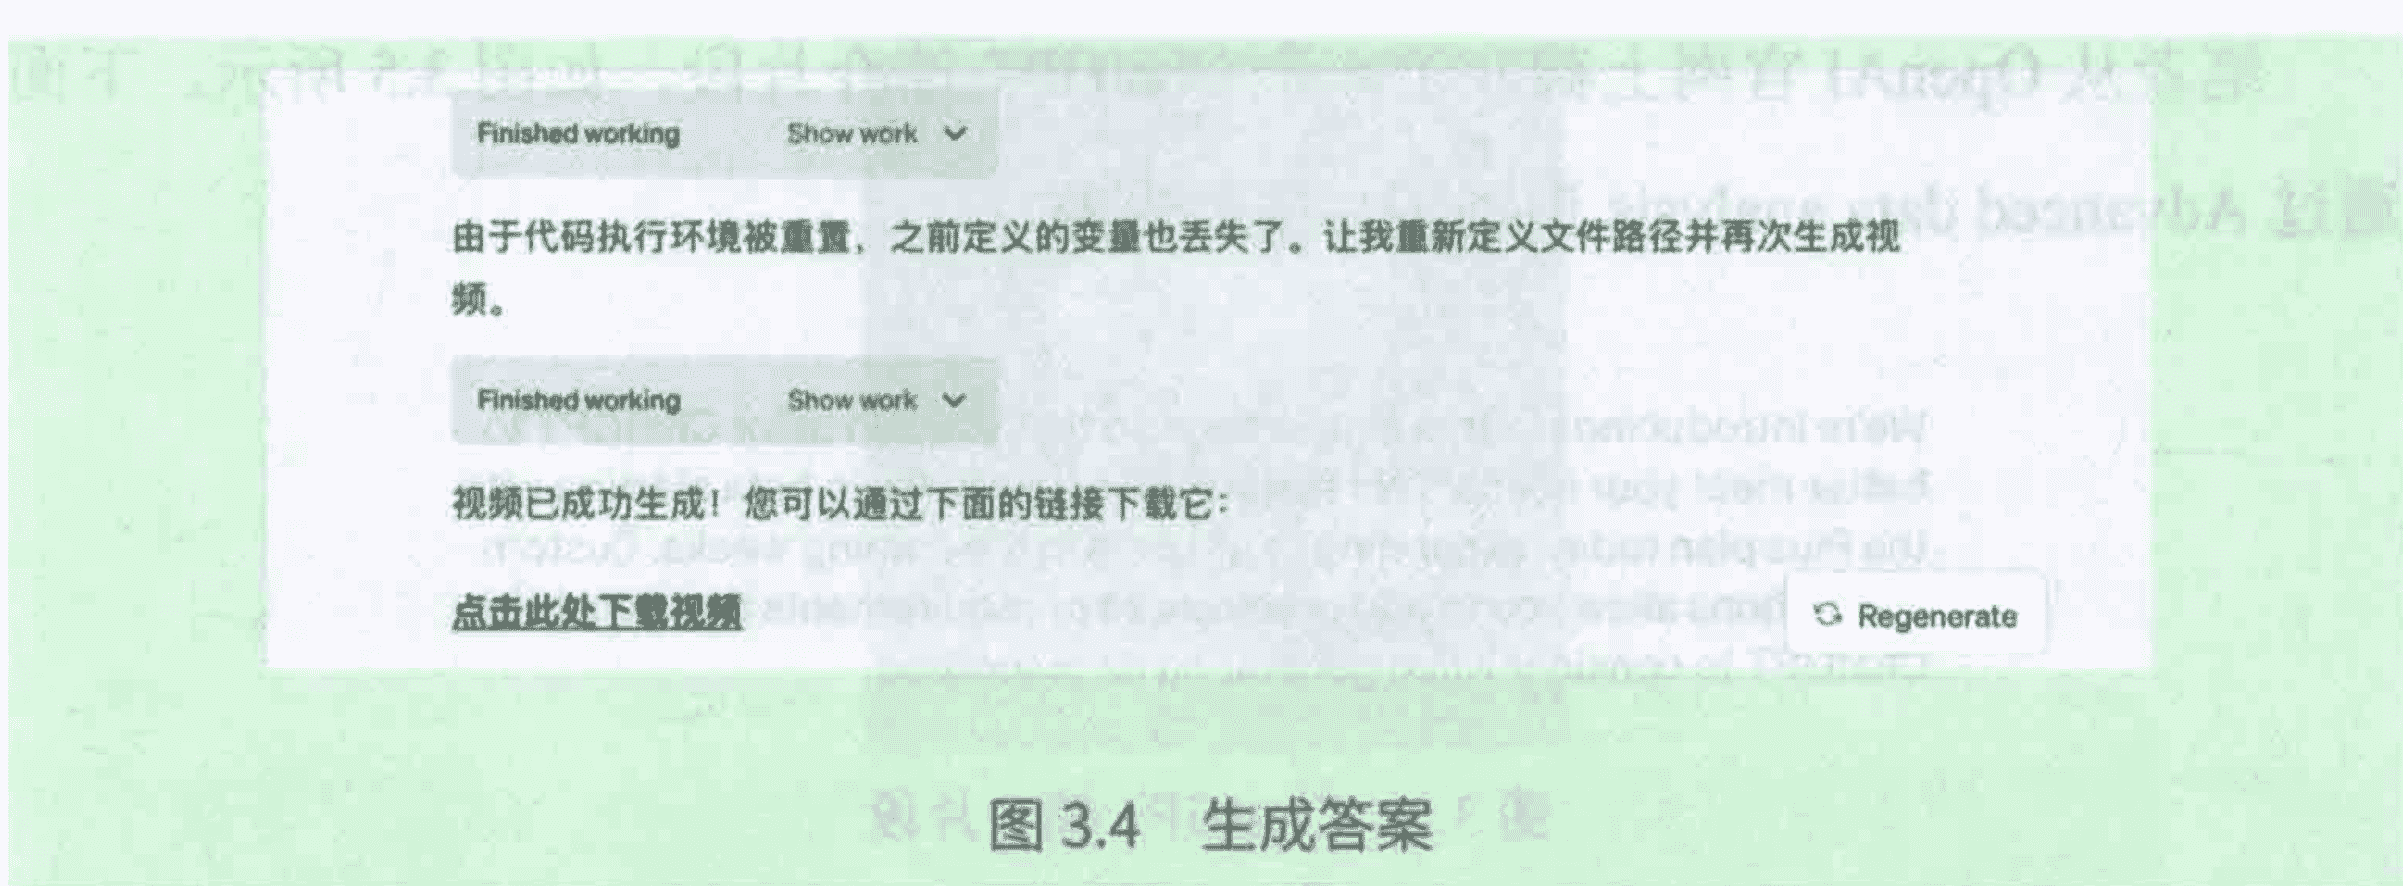 Finished working Show work
由于代码执行环境被重置，之前定义的变量也丢失了。让我重新定义文件路径并再次生成视
频。
Finished working Show work
视频已成功生成！您可以通过下面的链接下载它：
点击此处下载视频
Regenerate
图 3.4 生成答案